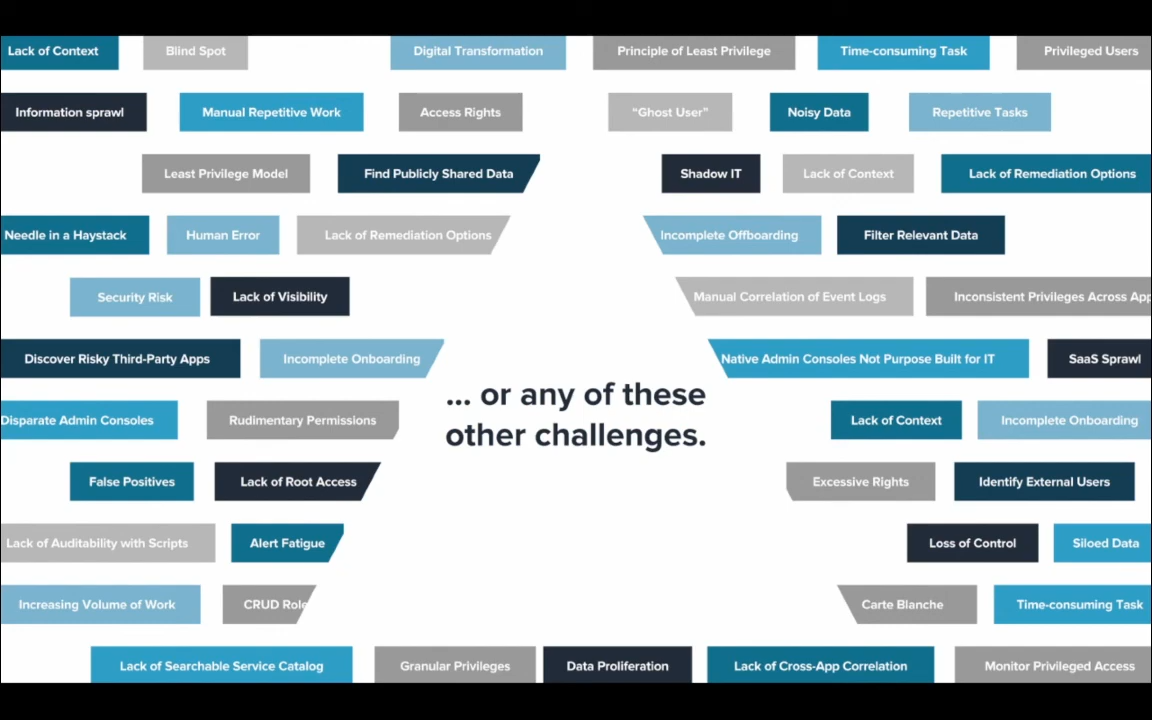 Lack of Context
Blind Spot
Digital Transformation
Principle of Least Privilege
Time-consuming Task
Privileged Users
Information sprawl
Manual Repetitive Work
Access Rights
“Ghost User”
Noisy Data
Repetitive Tasks
Least Privilege Model
Find Publicly Shared Data
Shadow IT
Lack of Context
Lack of Remediation Options
Needle in a Haystack
Human Error
Lack of Remediation Options
Incomplete Offboarding
Filter Relevant Data
Security Risk
Lack of Visibility
Manual Correlation of Event Logs
Inconsistent Privileges Across App
Discover Risky Third-Party Apps
Incomplete Onboarding
Native Admin Consoles Not Purpose Built for IT
SaaS Sprawl
... or any of these
other challenges.
Disparate Admin Consoles
Rudimentary Permissions
Lack of Context
Incomplete Onboarding
False Positives
Lack of Root Access
Excessive Rights
Identify External Users
Lack of Auditability with Scripts
Alert Fatigue
Loss of Control
Siloed Data
Increasing Volume of Work
CRUD Role
Carte Blanche
Time-consuming Task
Lack of Searchable Service Catalog
Granular Privileges
Data Proliferation
Lack of Cross-App Correlation
Monitor Privileged Access